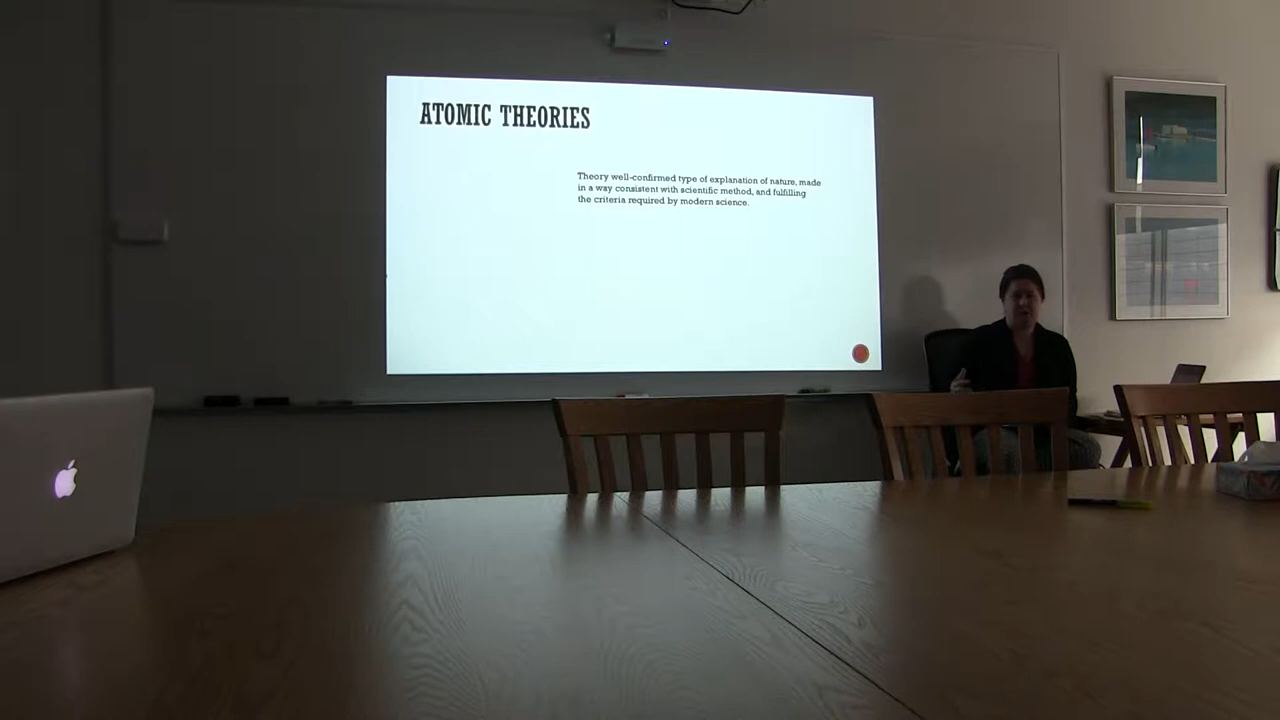 ATOMIC THEORIES
Theory well-confirmed type of explanation of nature, made
in a way consistent with scientific method, and fulfilling
the criteria required by modern science.